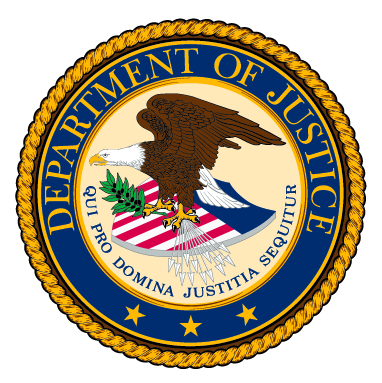 DEPARTMENT OF JUSTICE
QUI PRO DOMINA JUSTITIA SEQUITUR